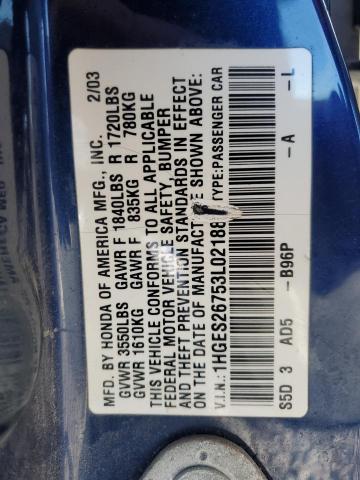 MFD. BY HONDA OF AMERICA MFG., INC. 2/03
GVWR 3550LBS GAWR F 1840LBS R 1720LBS
GVWR 1610KG GAWR F 835KG R 780KG
THIS VEHICLE CONFORMS TO ALL APPLICABLE
FEDERAL MOTOR VEHICLE SAFETY, BUMPER
AND THEFT PREVENTION STANDARDS IN EFFECT
ON THE DATE OF MANUFACTURE SHOWN ABOVE:
V.I.N.: 1HGES26753L02188 TYPE:PASSENGER CAR
S5D 3 AD5 -B96P -A -L